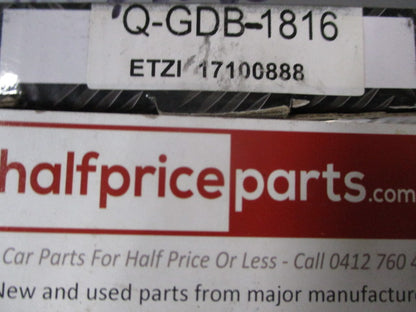 Q-GDB-1816
ETZI 17100888
halfpriceparts.com
Car Parts For Half Price Or Less - Call 0412 760
New and used parts from major